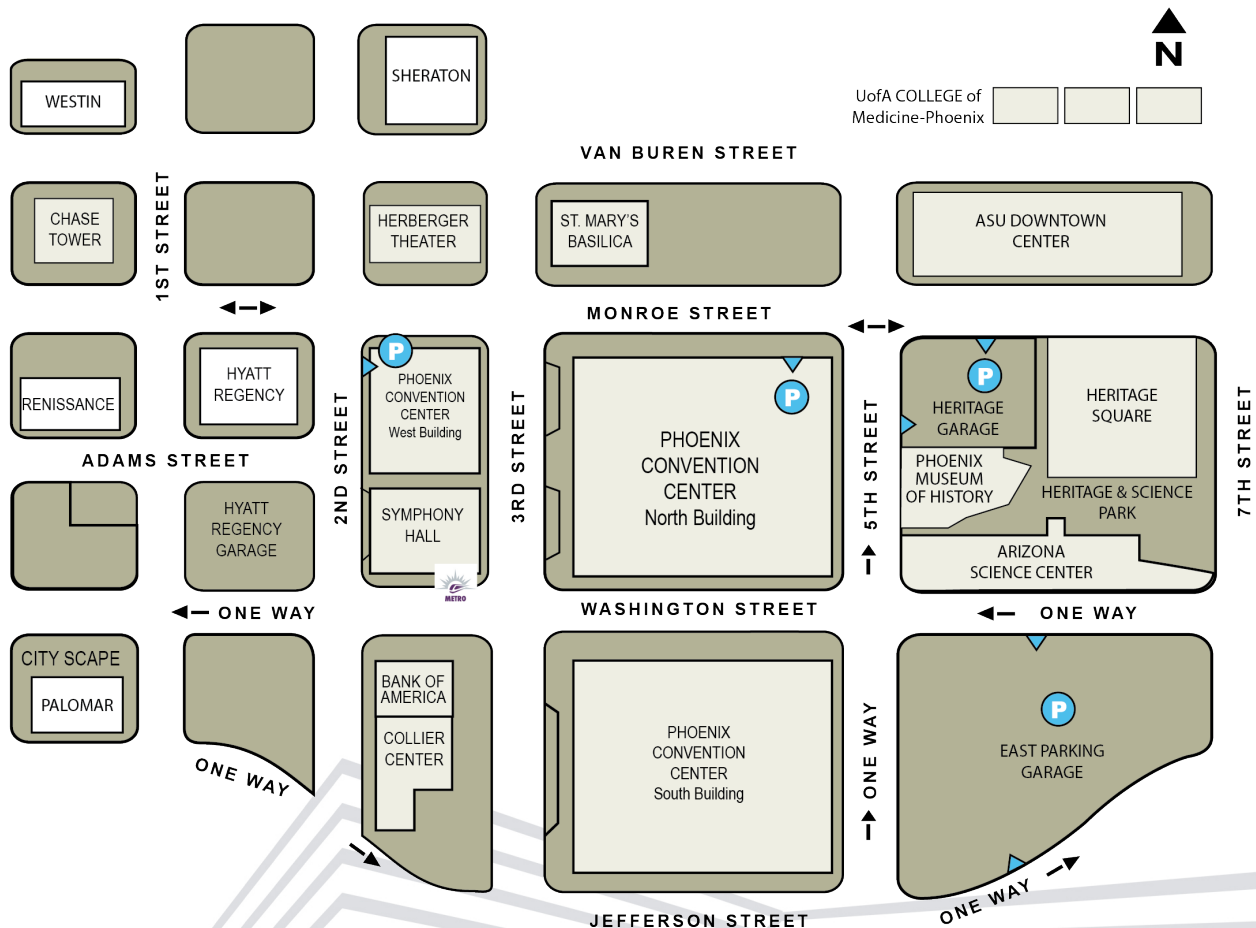 N
WESTIN
SHERATON
UofA COLLEGE of
Medicine-Phoenix
VAN BUREN STREET
1ST STREET
CHASE
TOWER
HERBERGER
THEATER
ST. MARY'S
BASILICA
ASU DOWNTOWN
CENTER
MONROE STREET
RENISSANCE
HYATT
REGENCY
P
PHOENIX
CONVENTION
CENTER
West Building
P
PHOENIX
CONVENTION
CENTER
North Building
P
HERITAGE
GARAGE
HERITAGE
SQUARE
2ND STREET
3RD STREET
5TH STREET
7TH STREET
ADAMS STREET
PHOENIX
MUSEUM
OF HISTORY
HERITAGE & SCIENCE
PARK
HYATT
REGENCY
GARAGE
SYMPHONY
HALL
METRO
ARIZONA
SCIENCE CENTER
ONE WAY
WASHINGTON STREET
ONE WAY
CITY SCAPE
PALOMAR
BANK OF
AMERICA
COLLIER
CENTER
PHOENIX
CONVENTION
CENTER
South Building
ONE WAY
P
EAST PARKING
GARAGE
ONE WAY
ONE WAY
JEFFERSON STREET